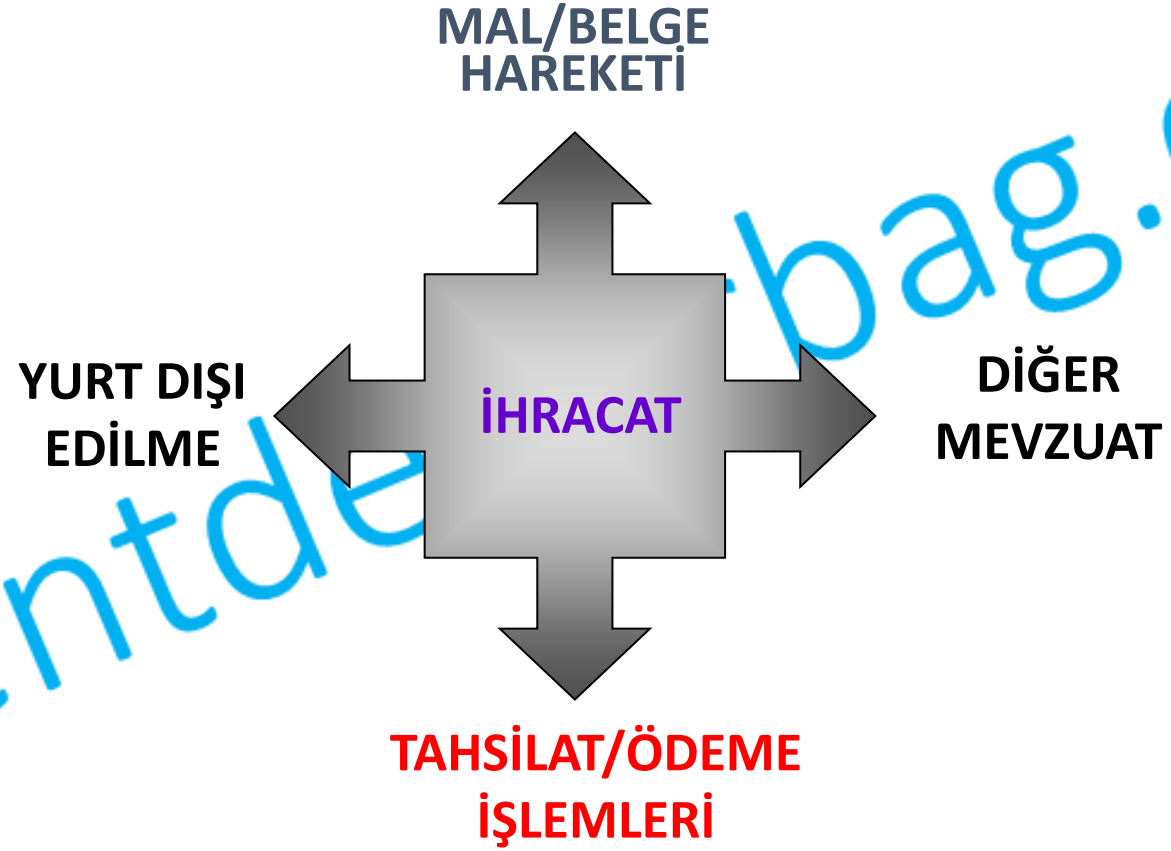 MAL/BELGE
HAREKETİ
YURT DIŞI
EDİLME
İHRACAT
DİĞER
MEVZUAT
TAHSİLAT/ÖDEME
İŞLEMLERİ